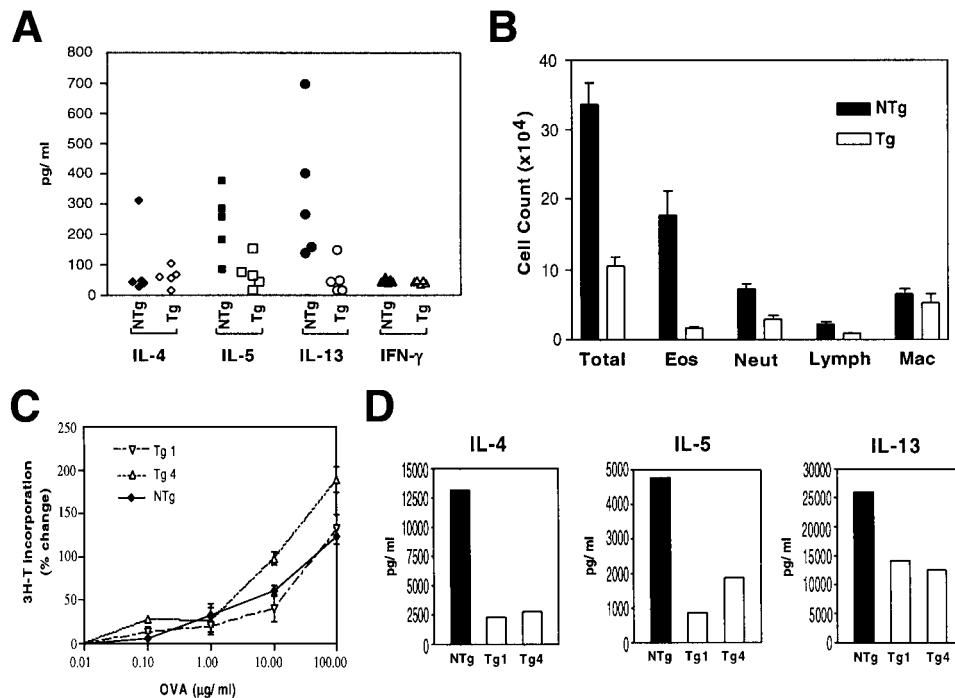 A
800
700
600
500
400
300
200
100
0
pg/ ml
NTg Tg NTg Tg NTg Tg NTg Tg
IL-4 IL-5 IL-13 IFN-γ
B
40
30
20
10
0
Cell Count (x10⁴)
NTg
Tg
Total Eos Neut Lymph Mac
C
250
200
150
100
50
0
3H-T incorporation
(% change)
Tg 1
Tg 4
NTg
0.01 0.10 1.00 10.00 100.00
OVA (μg/ ml)
D
IL-4
15000
12500
10000
7500
5000
2500
0
pg/ ml
NTg Tg1 Tg4
IL-5
5000
4000
3000
2000
1000
0
pg/ ml
NTg Tg1 Tg4
IL-13
30000
25000
20000
15000
10000
5000
0
pg/ ml
NTg Tg1 Tg4